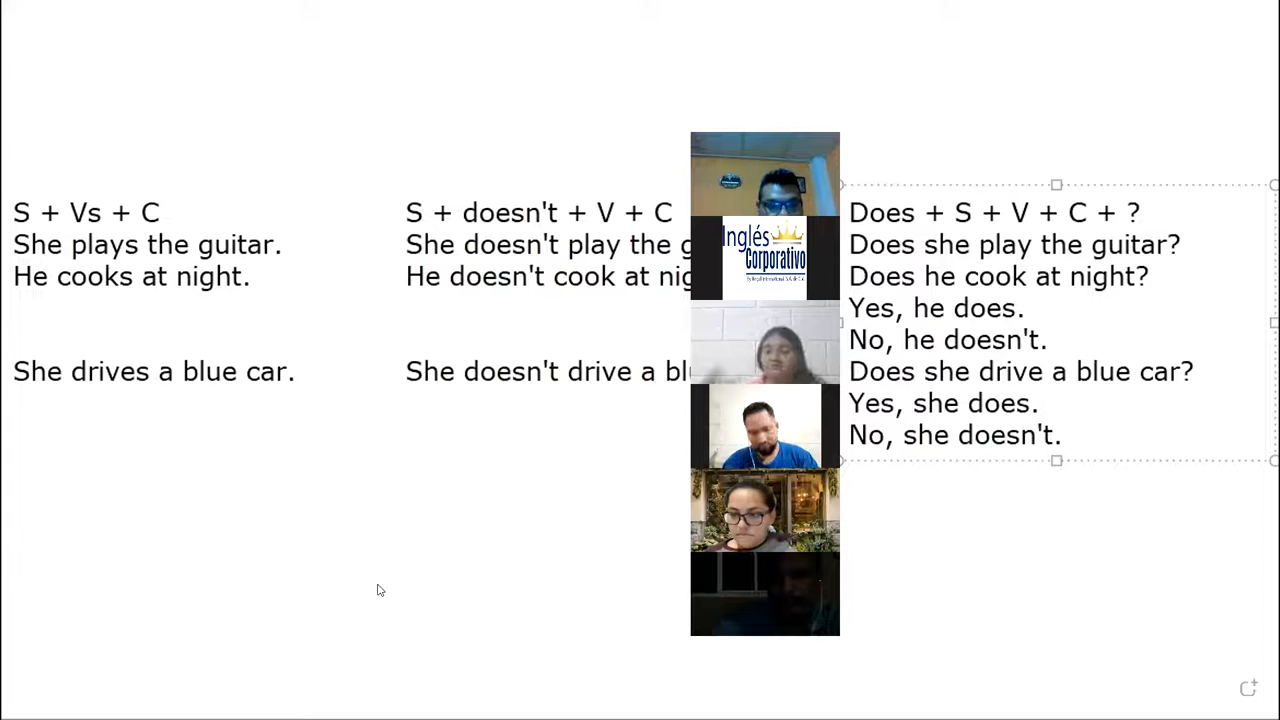 S + Vs + C
She plays the guitar.
He cooks at night.
She drives a blue car.
S + doesn't + V + C
She doesn't play the
He doesn't cook at
She doesn't drive a
Inglés
Corporativo
Does + S + V + C + ?
Does she play the guitar?
Does he cook at night?
Yes, he does.
No, he doesn't.
Does she drive a blue car?
Yes, she does.
No, she doesn't.